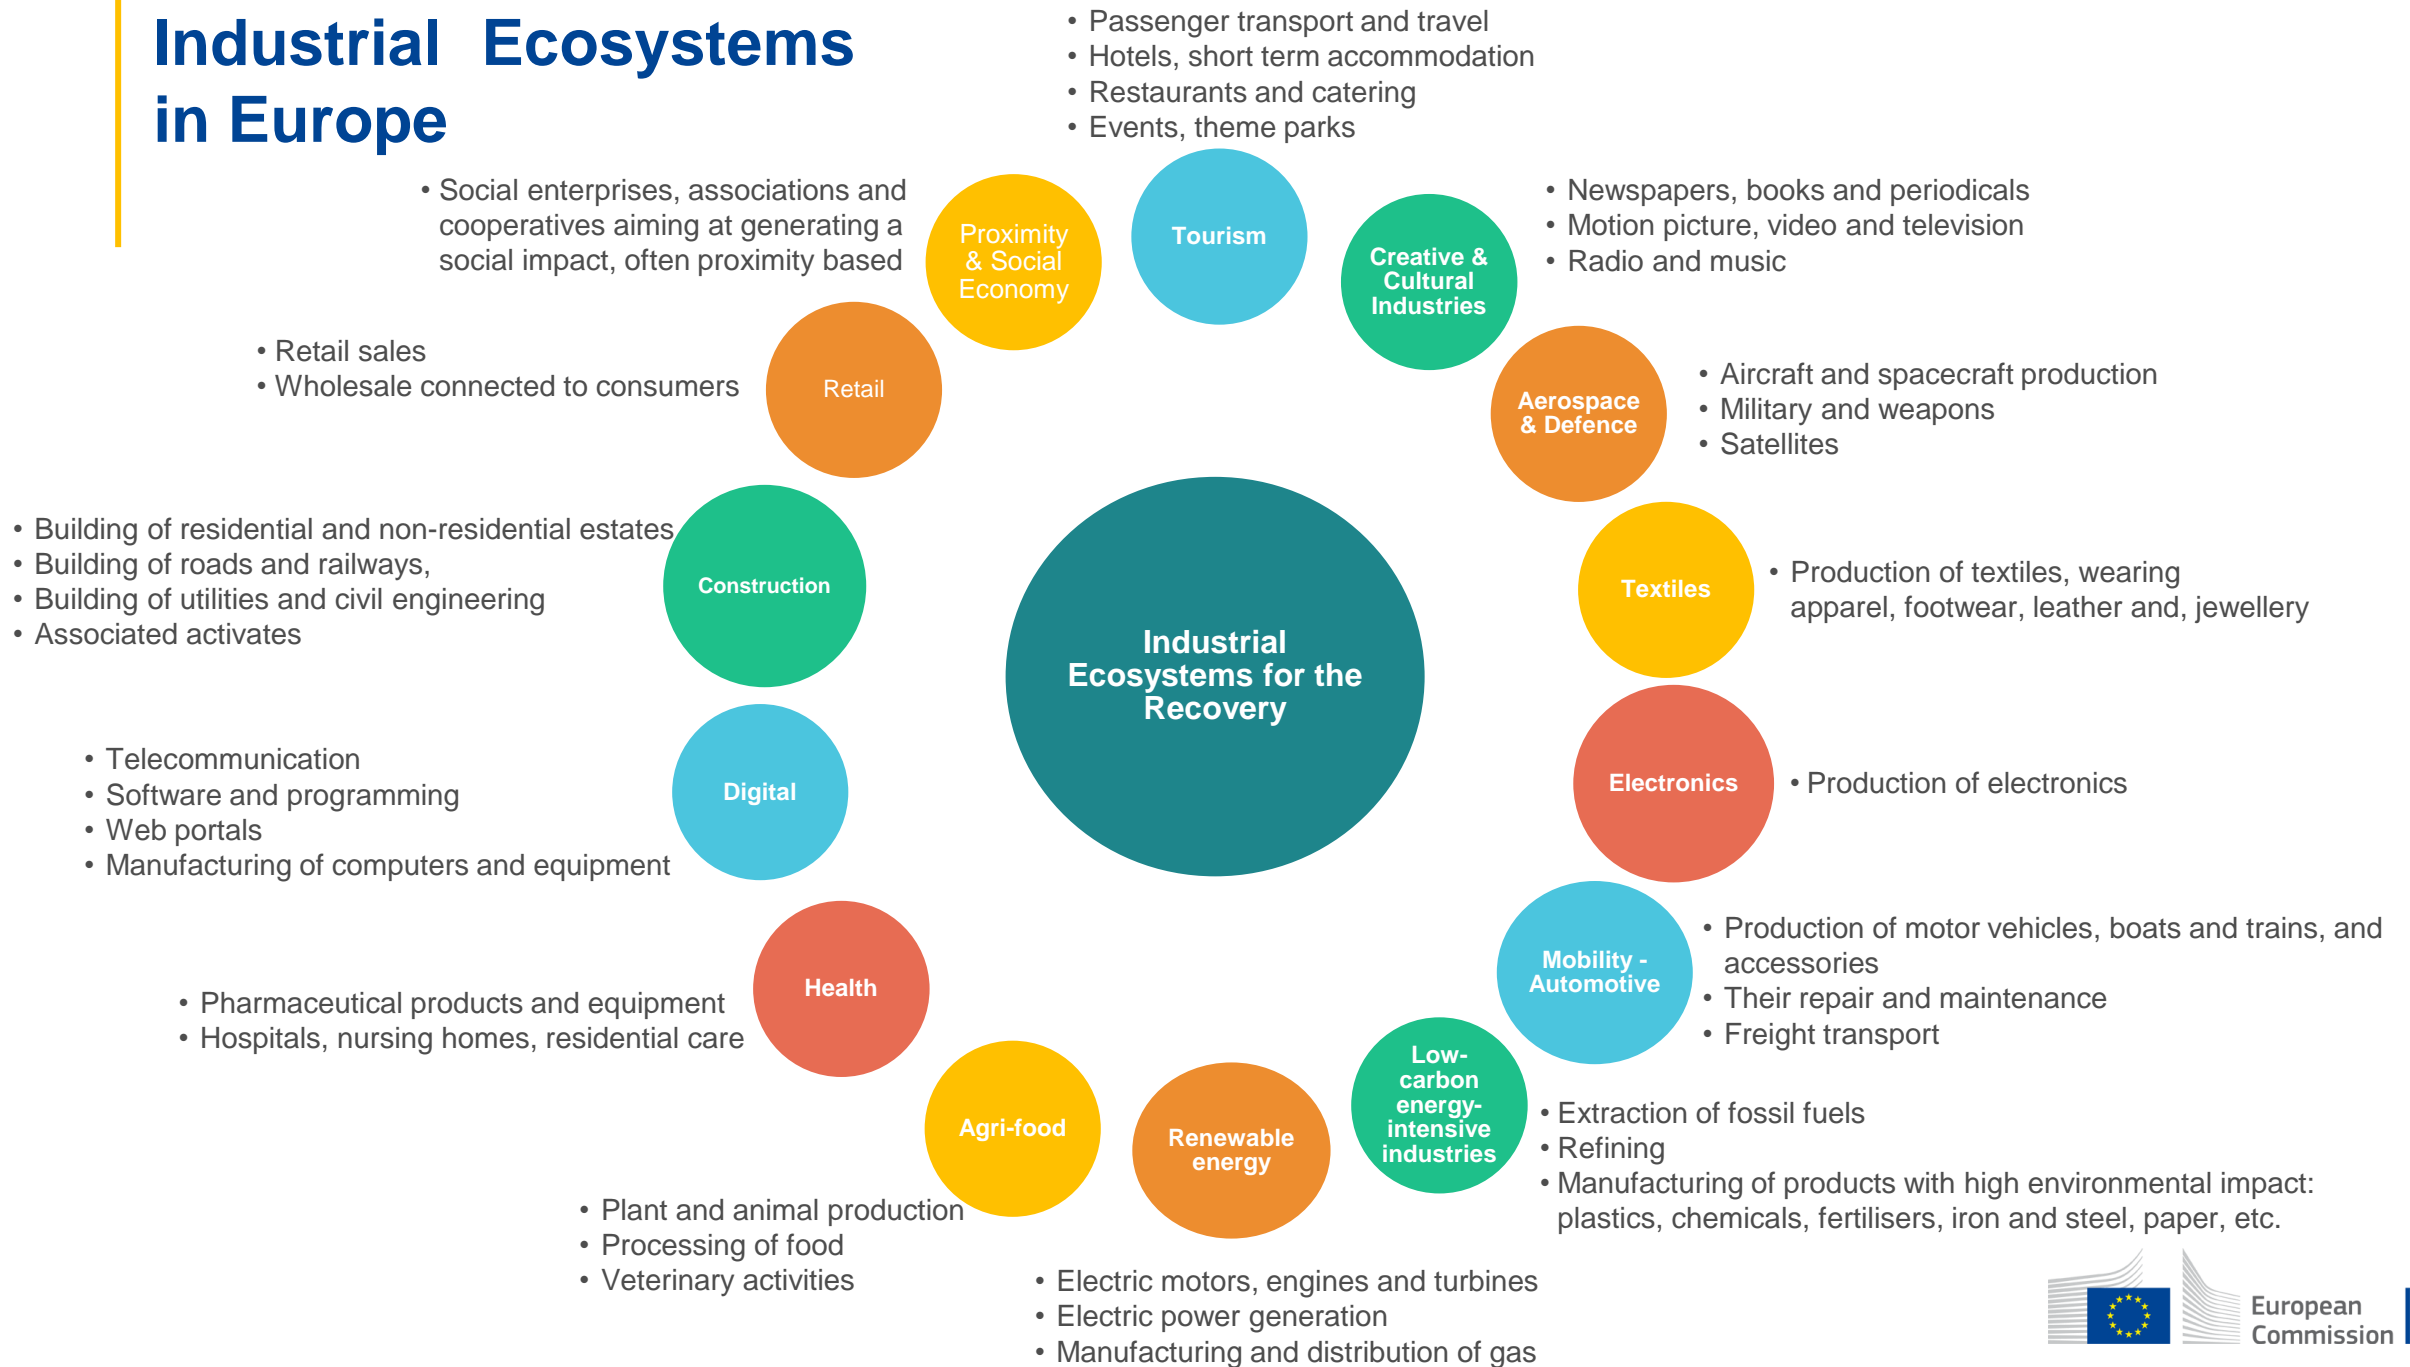 Industrial Ecosystems
in Europe
• Passenger transport and travel
• Hotels, short term accommodation
• Restaurants and catering
• Events, theme parks
Tourism
• Newspapers, books and periodicals
• Motion picture, video and television
• Radio and music
Creative &
Cultural
Industries
• Aircraft and spacecraft production
• Military and weapons
• Satellites
Aerospace
& Defence
• Production of textiles, wearing
apparel, footwear, leather and, jewellery
Textiles
• Production of electronics
Electronics
• Production of motor vehicles, boats and trains, and
accessories
• Their repair and maintenance
• Freight transport
Mobility -
Automotive
• Extraction of fossil fuels
• Refining
• Manufacturing of products with high environmental impact:
plastics, chemicals, fertilisers, iron and steel, paper, etc.
Low-
carbon
energy-
intensive
industries
Renewable
energy
• Electric motors, engines and turbines
• Electric power generation
• Manufacturing and distribution of gas
Agri-food
• Plant and animal production
• Processing of food
• Veterinary activities
Health
• Pharmaceutical products and equipment
• Hospitals, nursing homes, residential care
Digital
• Telecommunication
• Software and programming
• Web portals
• Manufacturing of computers and equipment
Construction
• Building of residential and non-residential estates
• Building of roads and railways,
• Building of utilities and civil engineering
• Associated activates
Retail
• Retail sales
• Wholesale connected to consumers
Proximity
& Social
Economy
• Social enterprises, associations and
cooperatives aiming at generating a
social impact, often proximity based
Industrial
Ecosystems for the
Recovery
European
Commission